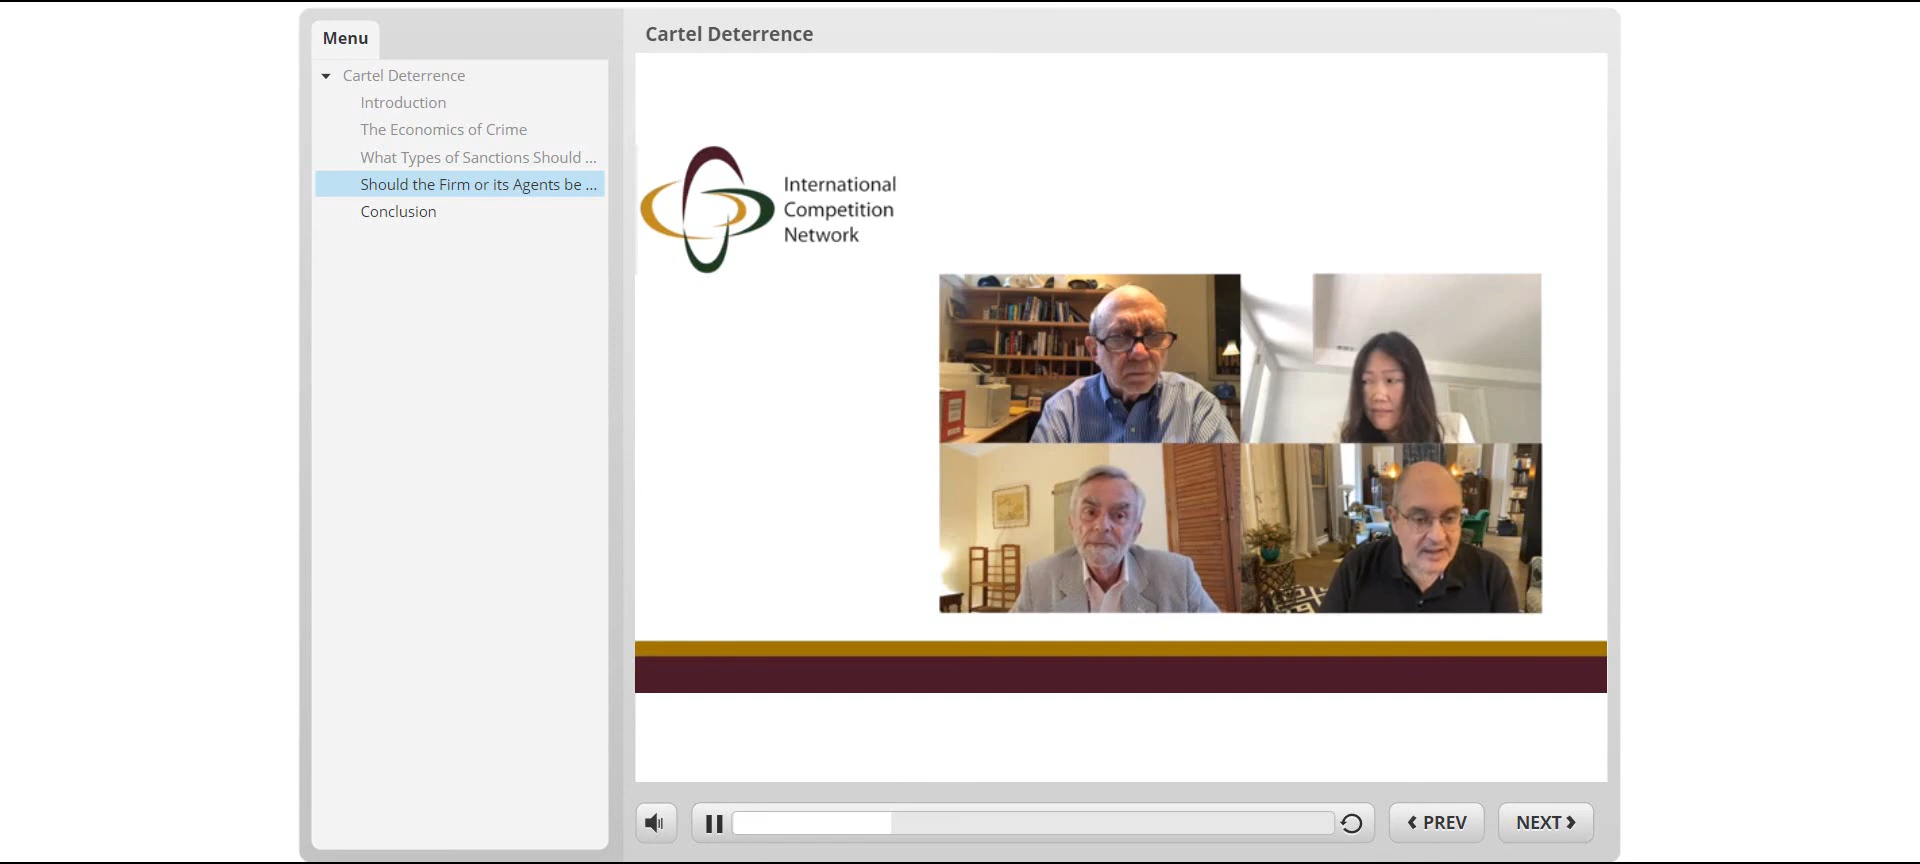 Menu
Cartel Deterrence
Introduction
The Economics of Crime
What Types of Sanctions Should ...
Should the Firm or its Agents be ...
Conclusion
Cartel Deterrence
International
Competition
Network
PREV
NEXT